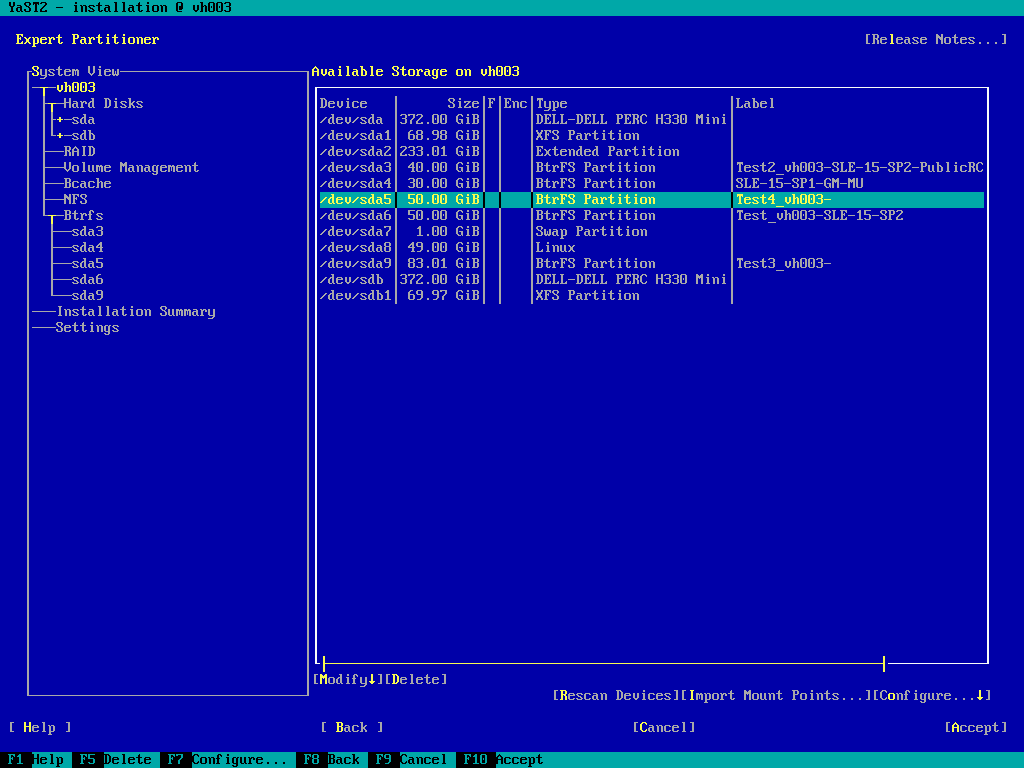 YaST2 - installation @ vh003
Expert Partitioner [Release Notes...]
System View Available Storage on vh003
vh003
Hard Disks Device Size F Enc Type Label
+sda /dev/sda 372.00 GiB DELL-DELL PERC H330 Mini
+sdb /dev/sda1 68.98 GiB XFS Partition
RAID /dev/sda2 233.01 GiB Extended Partition
Volume Management /dev/sda3 40.00 GiB BtrFS Partition Test2_vh003-SLE-15-SP2-PublicRC
Bcache /dev/sda4 30.00 GiB BtrFS Partition SLE-15-SP1-GM-MU
NFS /dev/sda5 50.00 GiB BtrFS Partition Test4_vh003-
Btrfs /dev/sda6 50.00 GiB BtrFS Partition Test_vh003-SLE-15-SP2
sda3 /dev/sda7 1.00 GiB Swap Partition
sda4 /dev/sda8 49.00 GiB Linux
sda5 /dev/sda9 83.01 GiB BtrFS Partition Test3_vh003-
sda6 /dev/sdb 372.00 GiB DELL-DELL PERC H330 Mini
sda9 /dev/sdb1 69.97 GiB XFS Partition
Installation Summary
Settings
[Modify↓][Delete]
[Rescan Devices][Import Mount Points...][Configure...↓]
[ Help ] [ Back ] [Cancel] [Accept]
F1 Help F5 Delete F7 Configure... F8 Back F9 Cancel F10 Accept